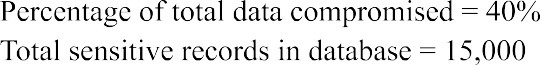 Percentage of total data compromised = 40%
Total sensitive records in database = 15,000